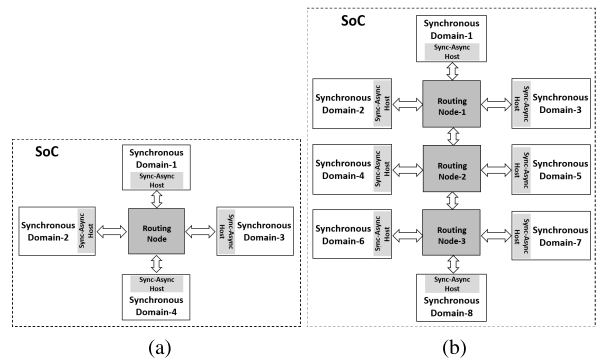 SoC
Synchronous
Domain-1
Sync-Async
Host
Synchronous
Domain-2
Sync-Async
Host
Routing
Node
Sync-Async
Host
Synchronous
Domain-3
Sync-Async
Host
Synchronous
Domain-4
(a)
SoC
Synchronous
Domain-1
Sync-Async
Host
Synchronous
Domain-2
Sync-Async
Host
Routing
Node-1
Sync-Async
Host
Synchronous
Domain-3
Synchronous
Domain-4
Sync-Async
Host
Routing
Node-2
Sync-Async
Host
Synchronous
Domain-5
Synchronous
Domain-6
Sync-Async
Host
Routing
Node-3
Sync-Async
Host
Synchronous
Domain-7
Sync-Async
Host
Synchronous
Domain-8
(b)